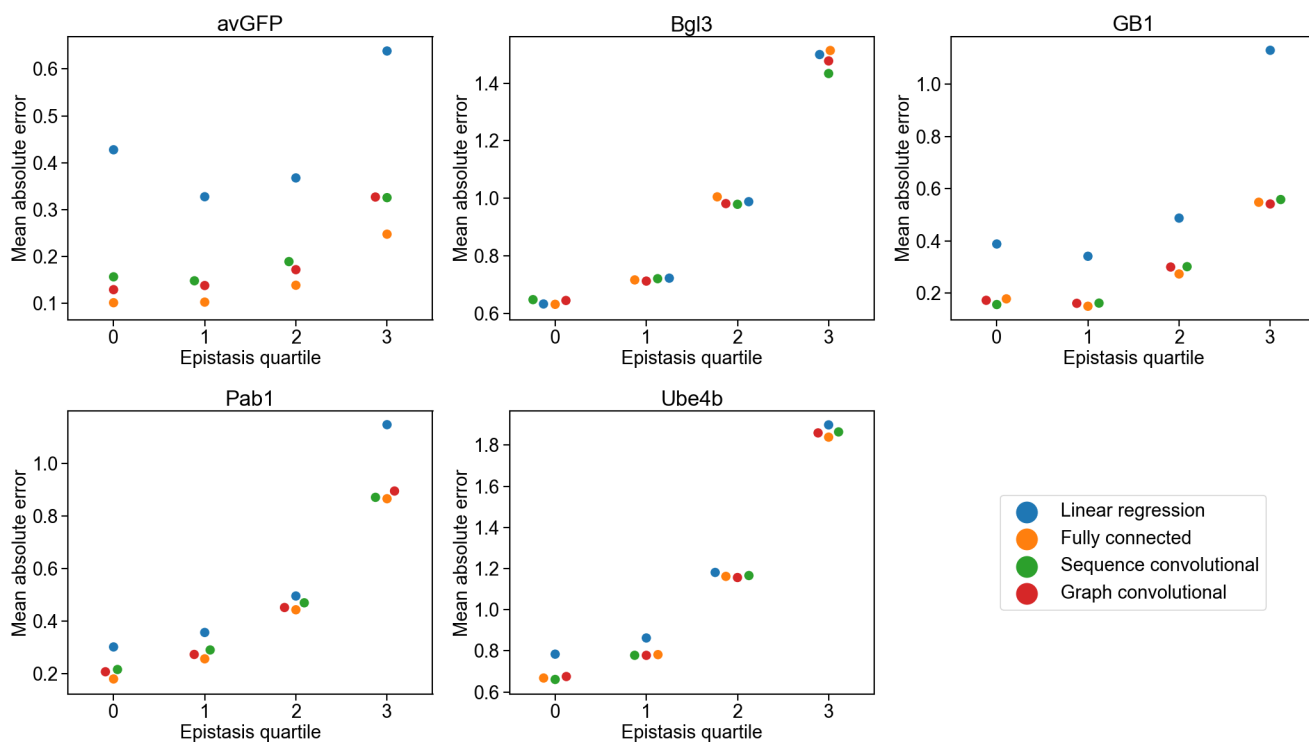 avGFP
Mean absolute error
0.6
0.5
0.4
0.3
0.2
0.1
0 1 2 3
Epistasis quartile
Bgl3
Mean absolute error
1.4
1.2
1.0
0.8
0.6
0 1 2 3
Epistasis quartile
GB1
Mean absolute error
1.0
0.8
0.6
0.4
0.2
0 1 2 3
Epistasis quartile
Pab1
Mean absolute error
1.0
0.8
0.6
0.4
0.2
0 1 2 3
Epistasis quartile
Ube4b
Mean absolute error
1.8
1.6
1.4
1.2
1.0
0.8
0.6
0 1 2 3
Epistasis quartile
Linear regression
Fully connected
Sequence convolutional
Graph convolutional